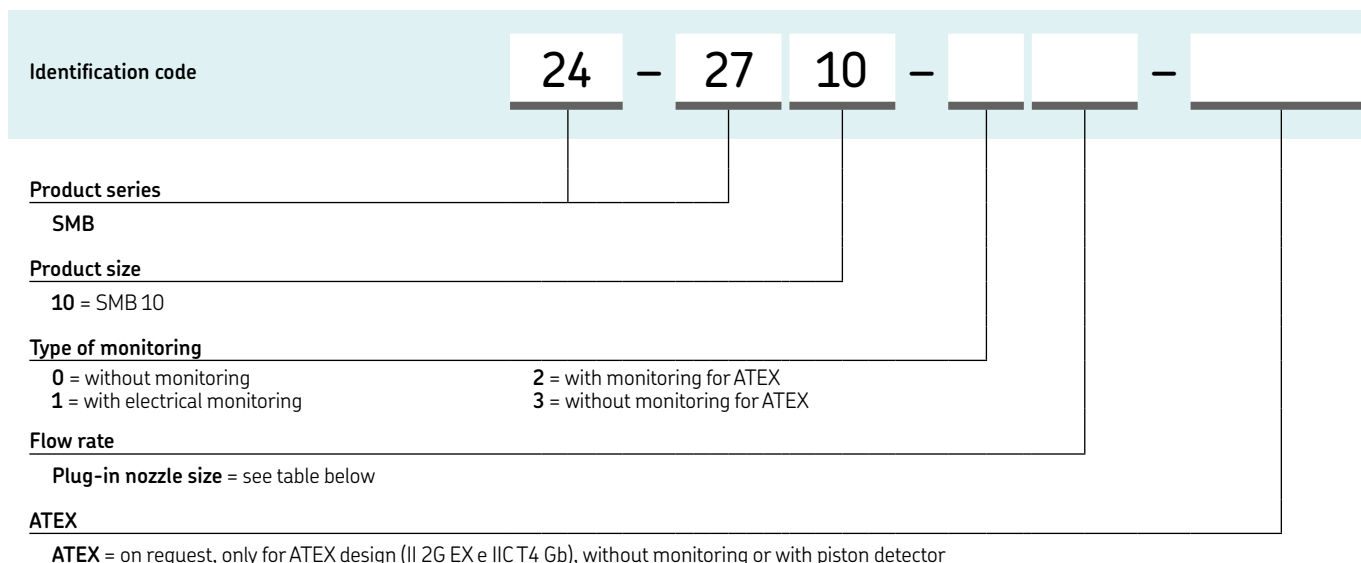 Identification code 24 – 27 10 – –
Product series
SMB
Product size
10 = SMB 10
Type of monitoring
0 = without monitoring 2 = with monitoring for ATEX
1 = with electrical monitoring 3 = without monitoring for ATEX
Flow rate
Plug-in nozzle size = see table below
ATEX
ATEX = on request, only for ATEX design (II 2G EX e IIC T4 Gb), without monitoring or with piston detector